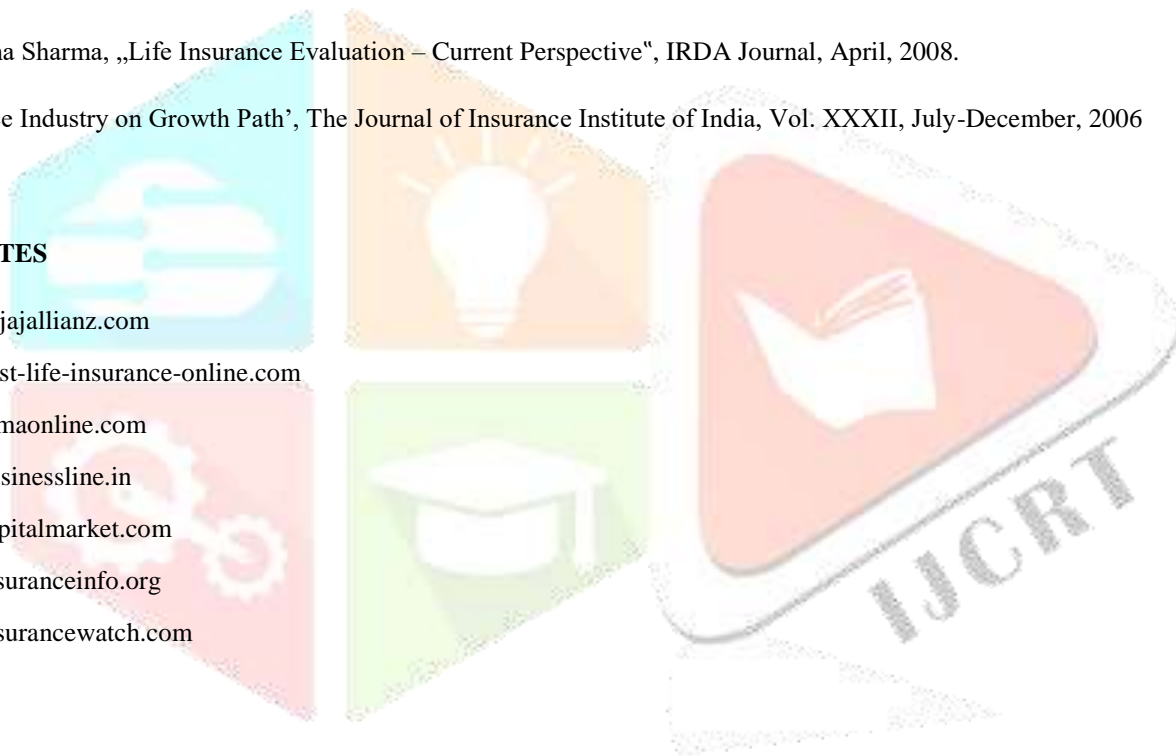 na Sharma, „Life Insurance Evaluation – Current Perspective‟, IRDA Journal, April, 2008.
e Industry on Growth Path’, The Journal of Insurance Institute of India, Vol. XXXII, July-December, 2006
TES
jajallianz.com
st-life-insurance-online.com
maonline.com
sinessline.in
pitalmarket.com
suranceinfo.org
surancewatch.com
IJCRT